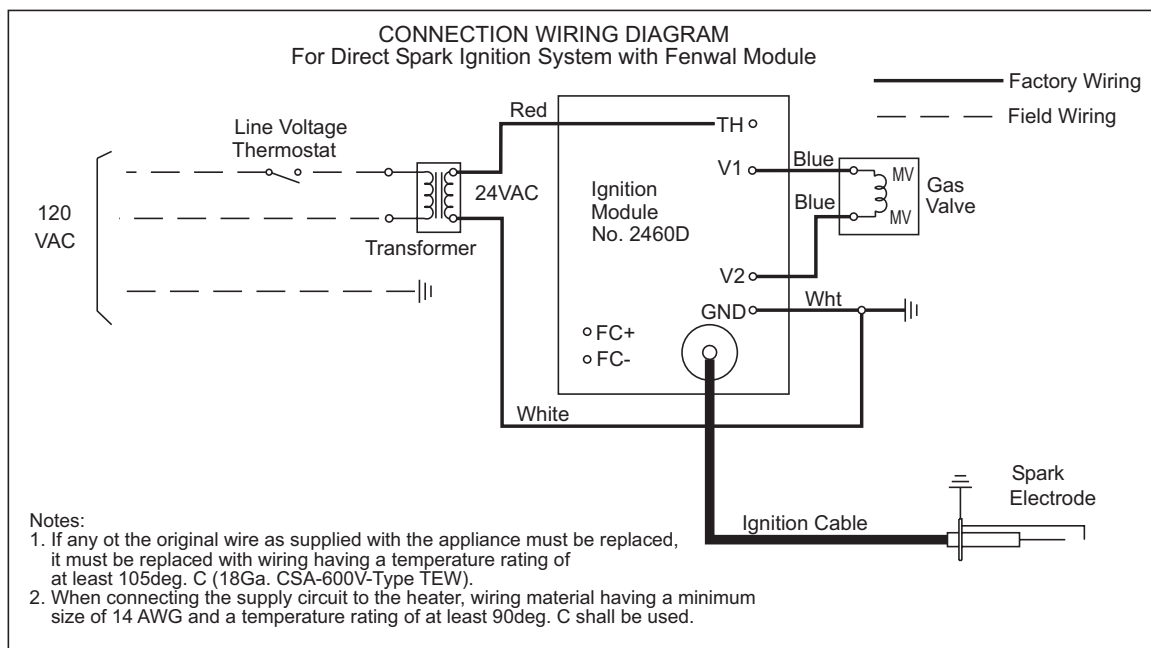 CONNECTION WIRING DIAGRAM
For Direct Spark Ignition System with Fenwal Module
Factory Wiring
Field Wiring
Red
TH
Line Voltage
Thermostat
V1
Blue
MV
24VAC
Ignition
Module
No. 2460D
Gas
Valve
Blue
MV
120
VAC
Transformer
V2
GND
Wht
FC+
FC-
White
Spark
Electrode
Ignition Cable
Notes:
1. If any ot the original wire as supplied with the appliance must be replaced,
it must be replaced with wiring having a temperature rating of
at least 105deg. C (18Ga. CSA-600V-Type TEW).
2. When connecting the supply circuit to the heater, wiring material having a minimum
size of 14 AWG and a temperature rating of at least 90deg. C shall be used.